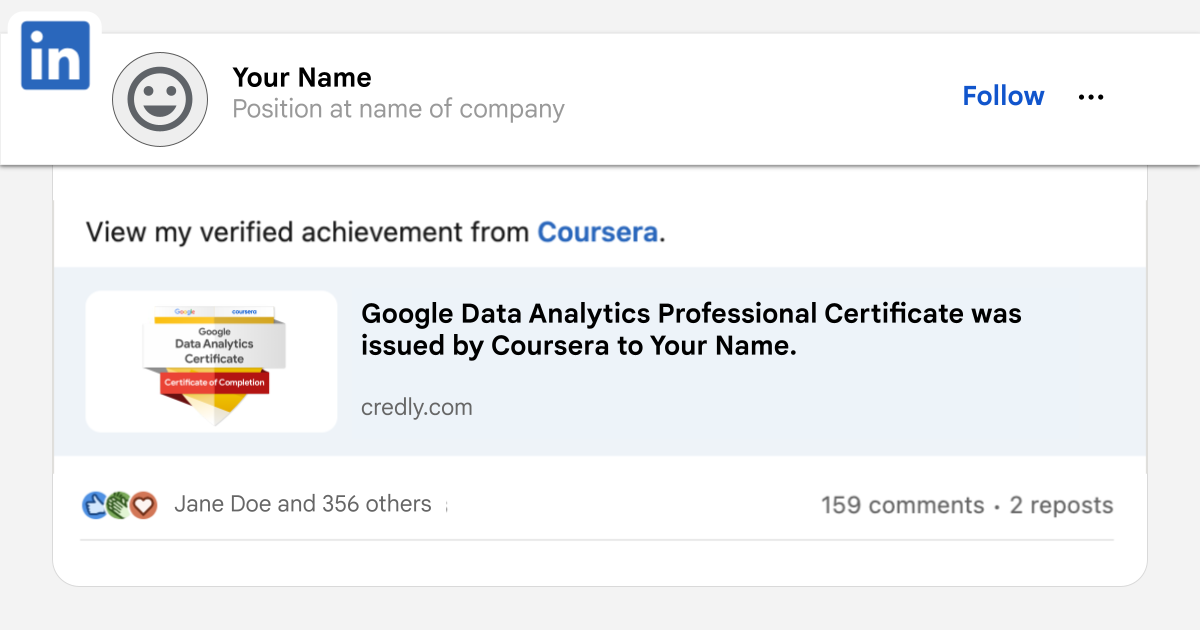 in
Your Name
Position at name of company
Follow
View my verified achievement from Coursera.
Google coursera
Google
Data Analytics
Certificate
Certificate of Completion
Google Data Analytics Professional Certificate was
issued by Coursera to Your Name.
credly.com
Jane Doe and 356 others
159 comments • 2 reposts